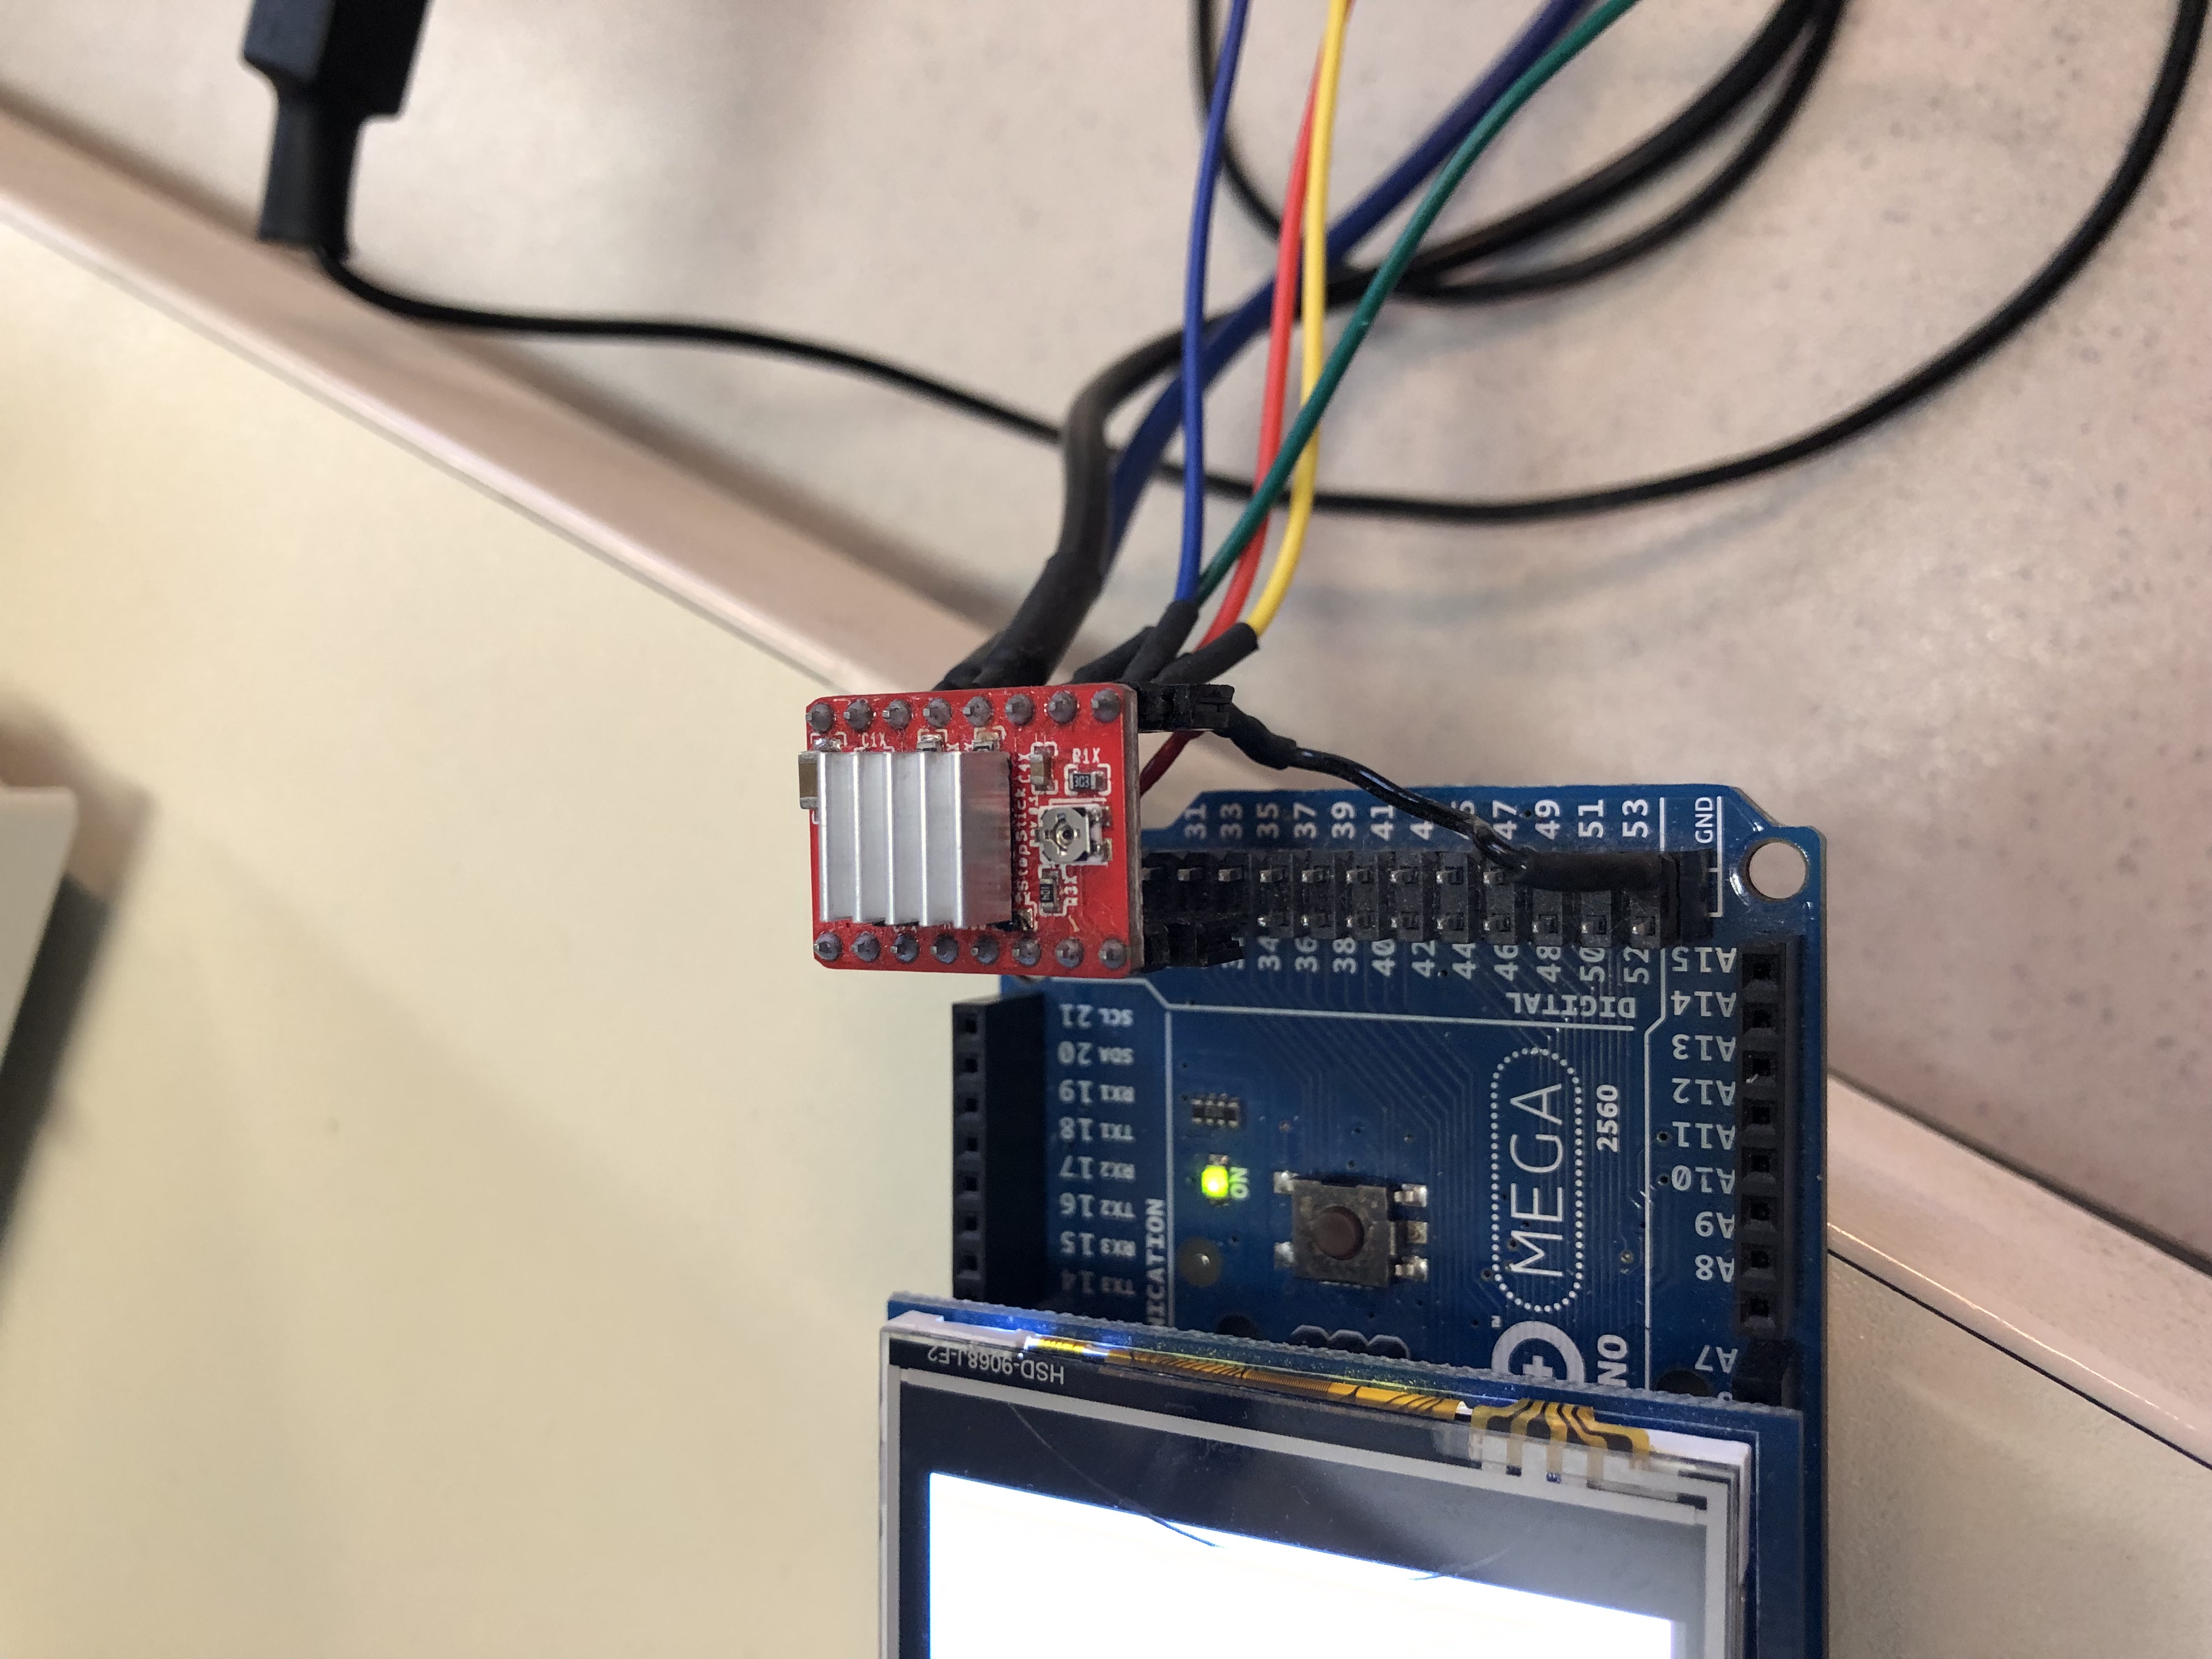 HSD-9068J-F2
StepStick
C4X
R3X
R1X
C1X
TX3 14
RX3 15
TX2 16
RX2 17
TX1 18
RX1 19
SDA 20
SCL 21
NICATION
ON
31
33
34 35
36 37
38 39
40 41
42
44
46 47
48 49
50 51
52 53
DIGITAL
GND
MEGA
NO
2560
A7
A8
A9
A10
A11
A12
A13
A14
A15